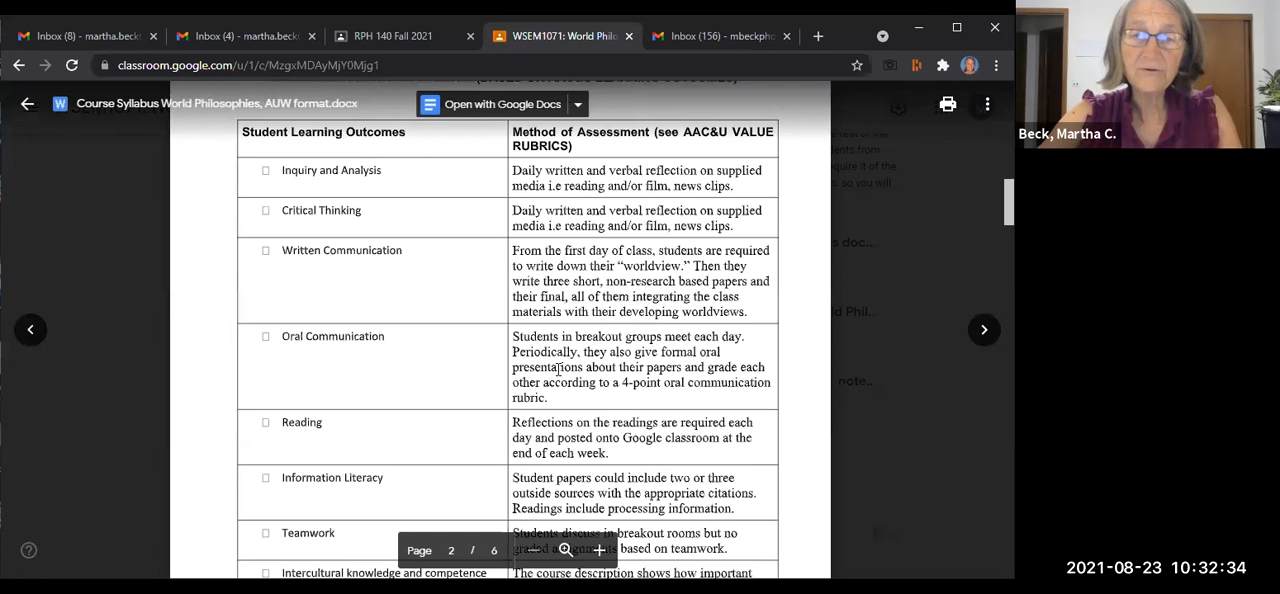 Inbox (8) - martha.beck
Inbox (4) - martha.beck
RPH 140 Fall 2021
WSEM1071: World Philo
Inbox (156) - mbeckpho
classroom.google.com/u/1/c/MzgxMDAyMjY0Mjg1
Course Syllabus World Philosophies, AUW format.docx
Open with Google Docs
Beck, Martha C.
Student Learning Outcomes
Method of Assessment (see AAC&U VALUE
RUBRICS)
Inquiry and Analysis
Daily written and verbal reflection on supplied
media i.e reading and/or film, news clips.
Critical Thinking
Daily written and verbal reflection on supplied
media i.e reading and/or film, news clips.
Written Communication
From the first day of class, students are required
to write down their “worldview.” Then they
write three short, non-research based papers and
their final, all of them integrating the class
materials with their developing worldviews.
Oral Communication
Students in breakout groups meet each day.
Periodically, they also give formal oral
presentations about their papers and grade each
other according to a 4-point oral communication
rubric.
Reading
Reflections on the readings are required each
day and posted onto Google classroom at the
end of each week.
Information Literacy
Student papers could include two or three
outside sources with the appropriate citations.
Readings include processing information.
Teamwork
Students discuss in breakout rooms but no
graded assignments based on teamwork.
Page 2 / 6
Intercultural knowledge and competence
The course description shows how important
2021-08-23 10:32:34